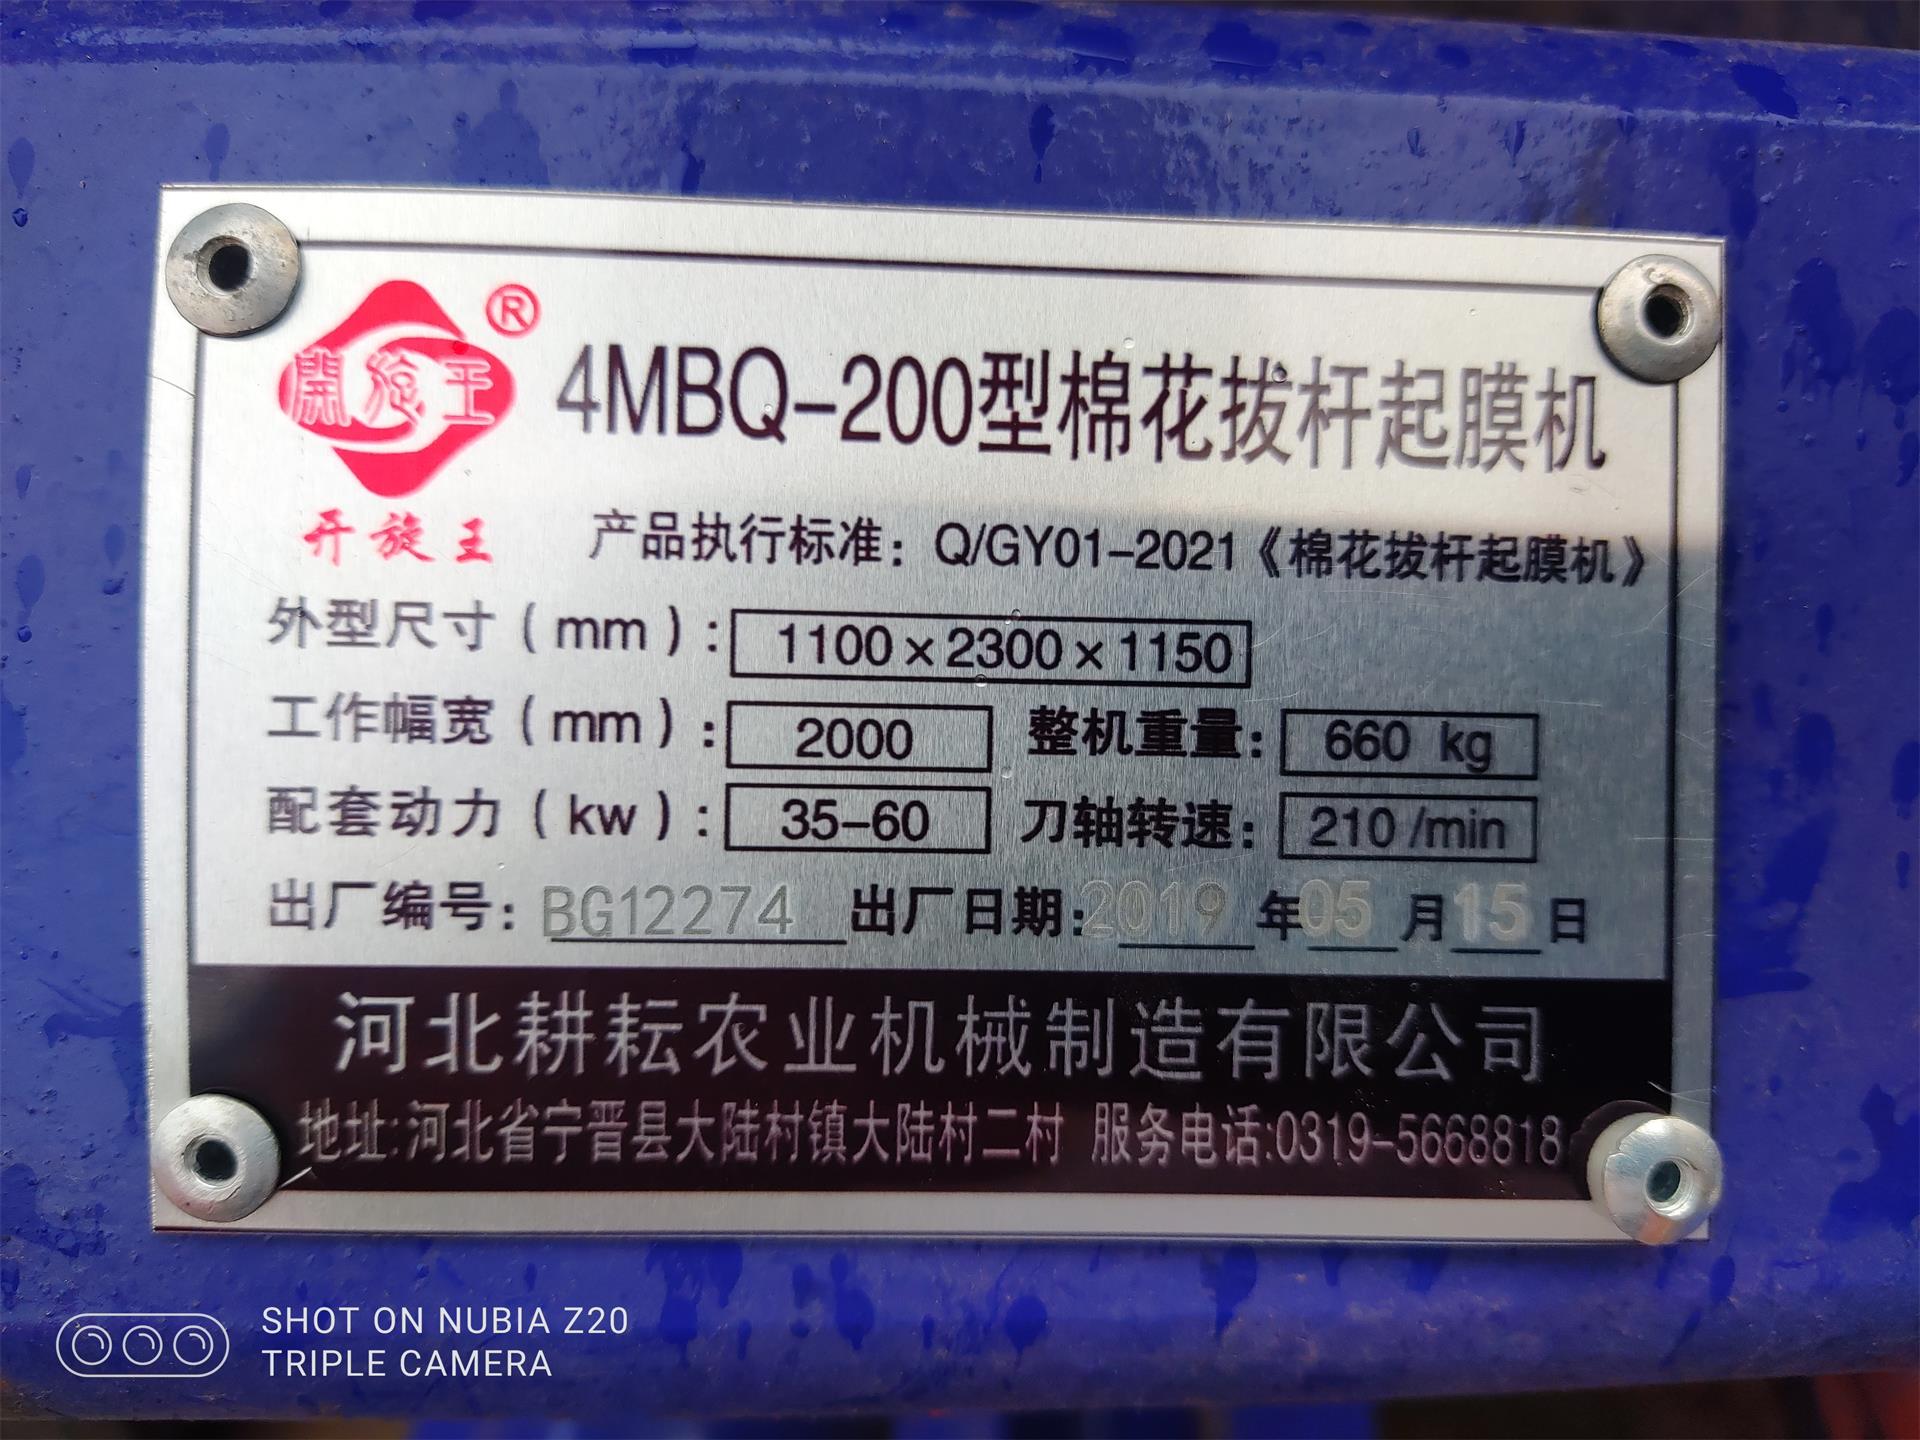 開旋王 ®
开旋王
4MBQ-200型棉花拔杆起膜机
产品执行标准：Q/GY01-2021《棉花拔杆起膜机》
外型尺寸（mm）：1100×2300×1150
工作幅宽（mm）：2000 整机重量：660 kg
配套动力（kw）：35-60 刀轴转速：210 /min
出厂编号：BG12274 出厂日期：2019 年 05 月 15 日
河北耕耘农业机械制造有限公司
地址:河北省宁晋县大陆村镇大陆村二村 服务电话:0319-5668818
SHOT ON NUBIA Z20
TRIPLE CAMERA